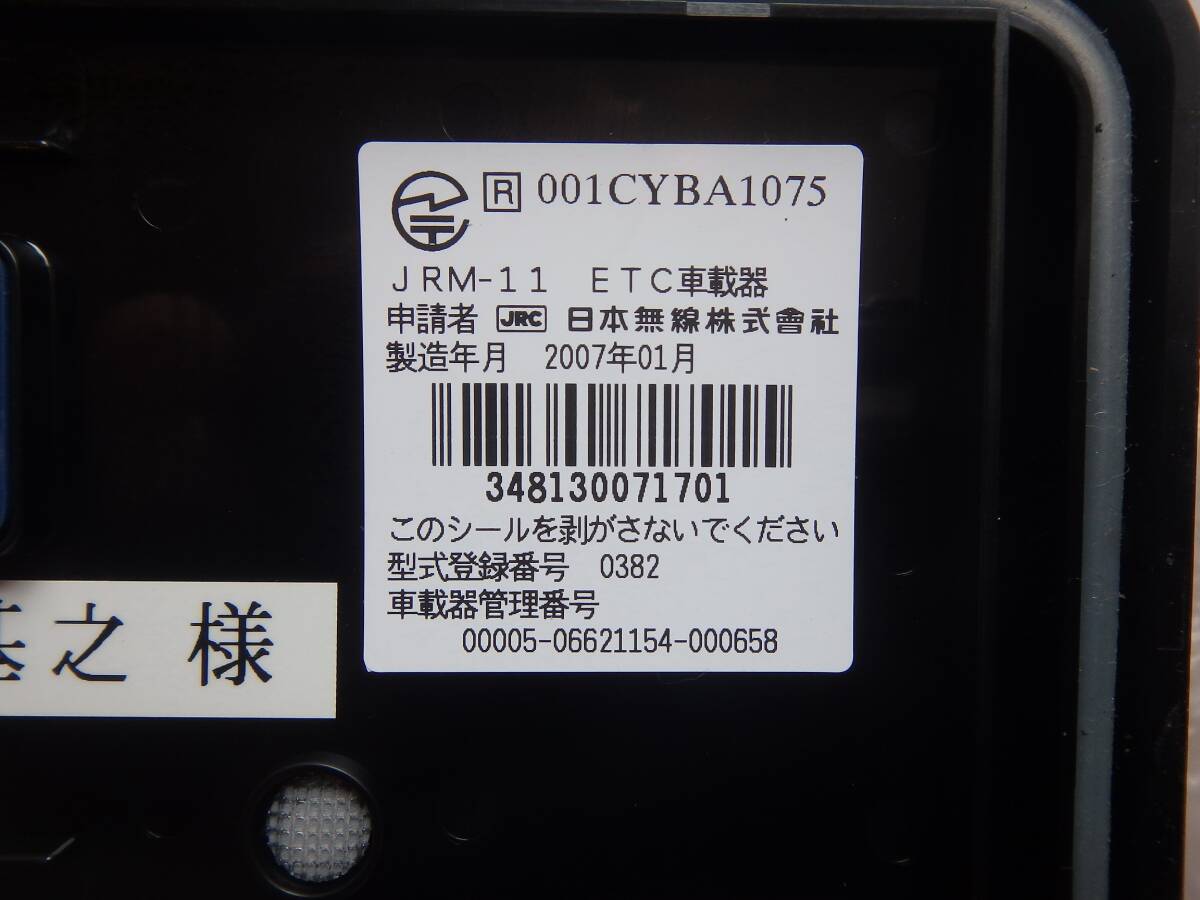 R 001CYBA1075
JRM-11 ETC車載器
申請者 JRC 日本無線株式會社
製造年月 2007年01月
348130071701
このシールを剥がさないでください
型式登録番号 0382
車載器管理番号
00005-06621154-000658
之 様